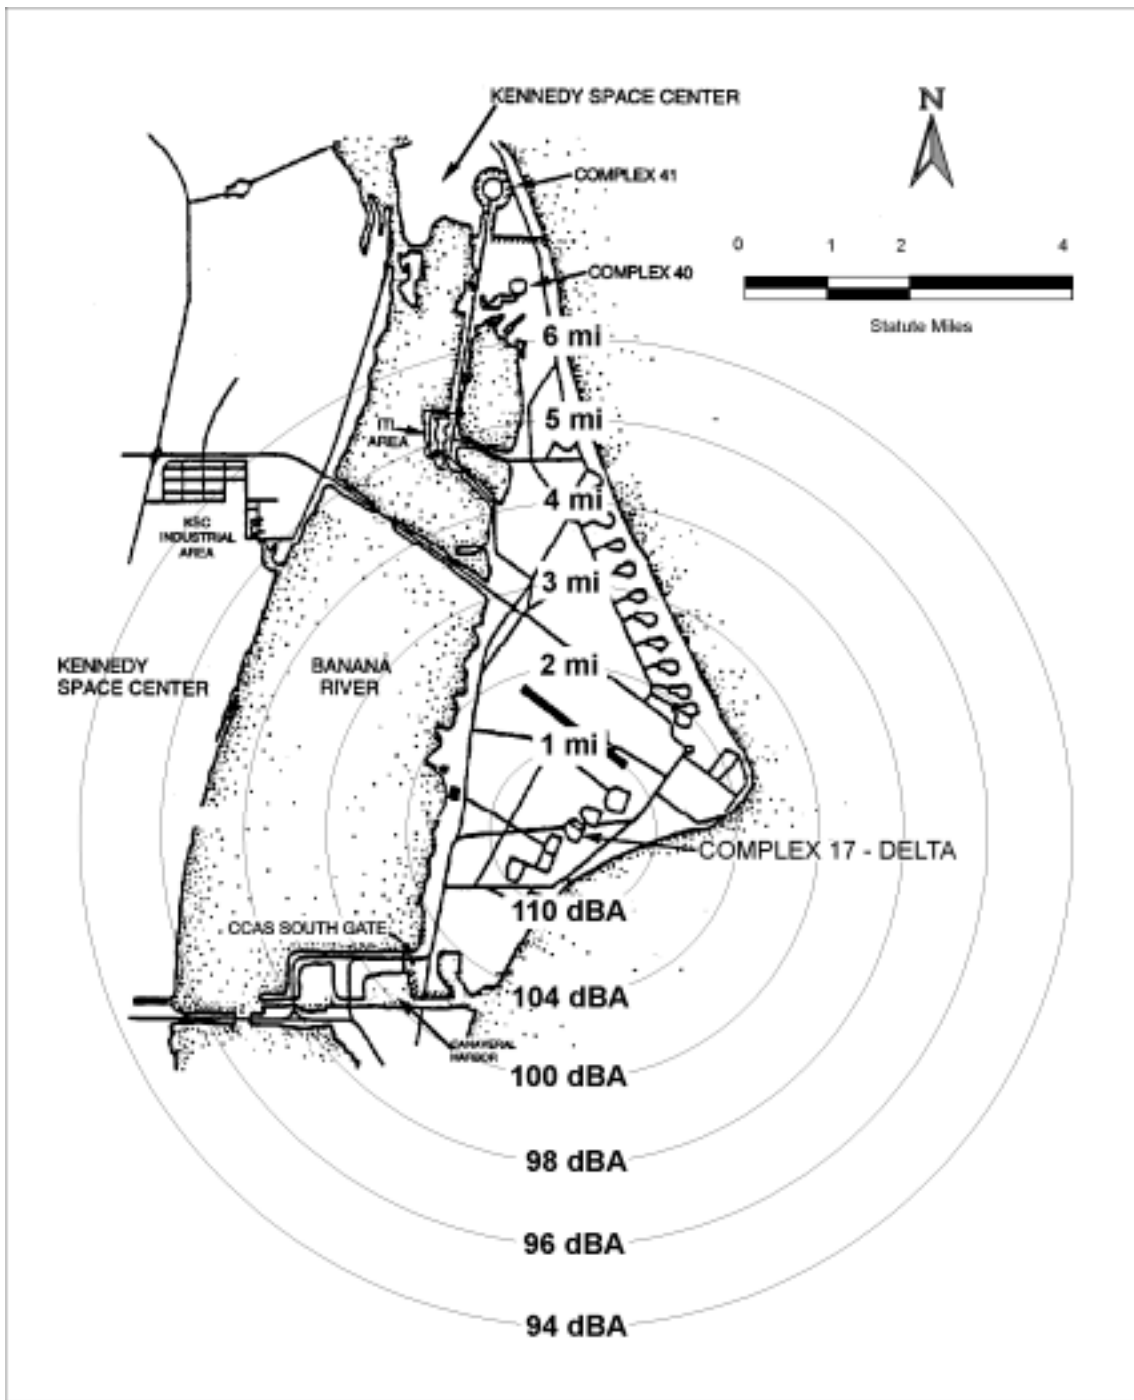 KENNEDY SPACE CENTER
N
COMPLEX 41
0 1 2 4
COMPLEX 40
Statute Miles
6 mi
5 mi
ITL
AREA
4 mi
KSC
INDUSTRIAL
AREA
3 mi
KENNEDY
SPACE CENTER
BANANA
RIVER
2 mi
1 mi
COMPLEX 17 - DELTA
110 dBA
CCAS SOUTH GATE
104 dBA
CANAVERAL
HARBOR
100 dBA
98 dBA
96 dBA
94 dBA